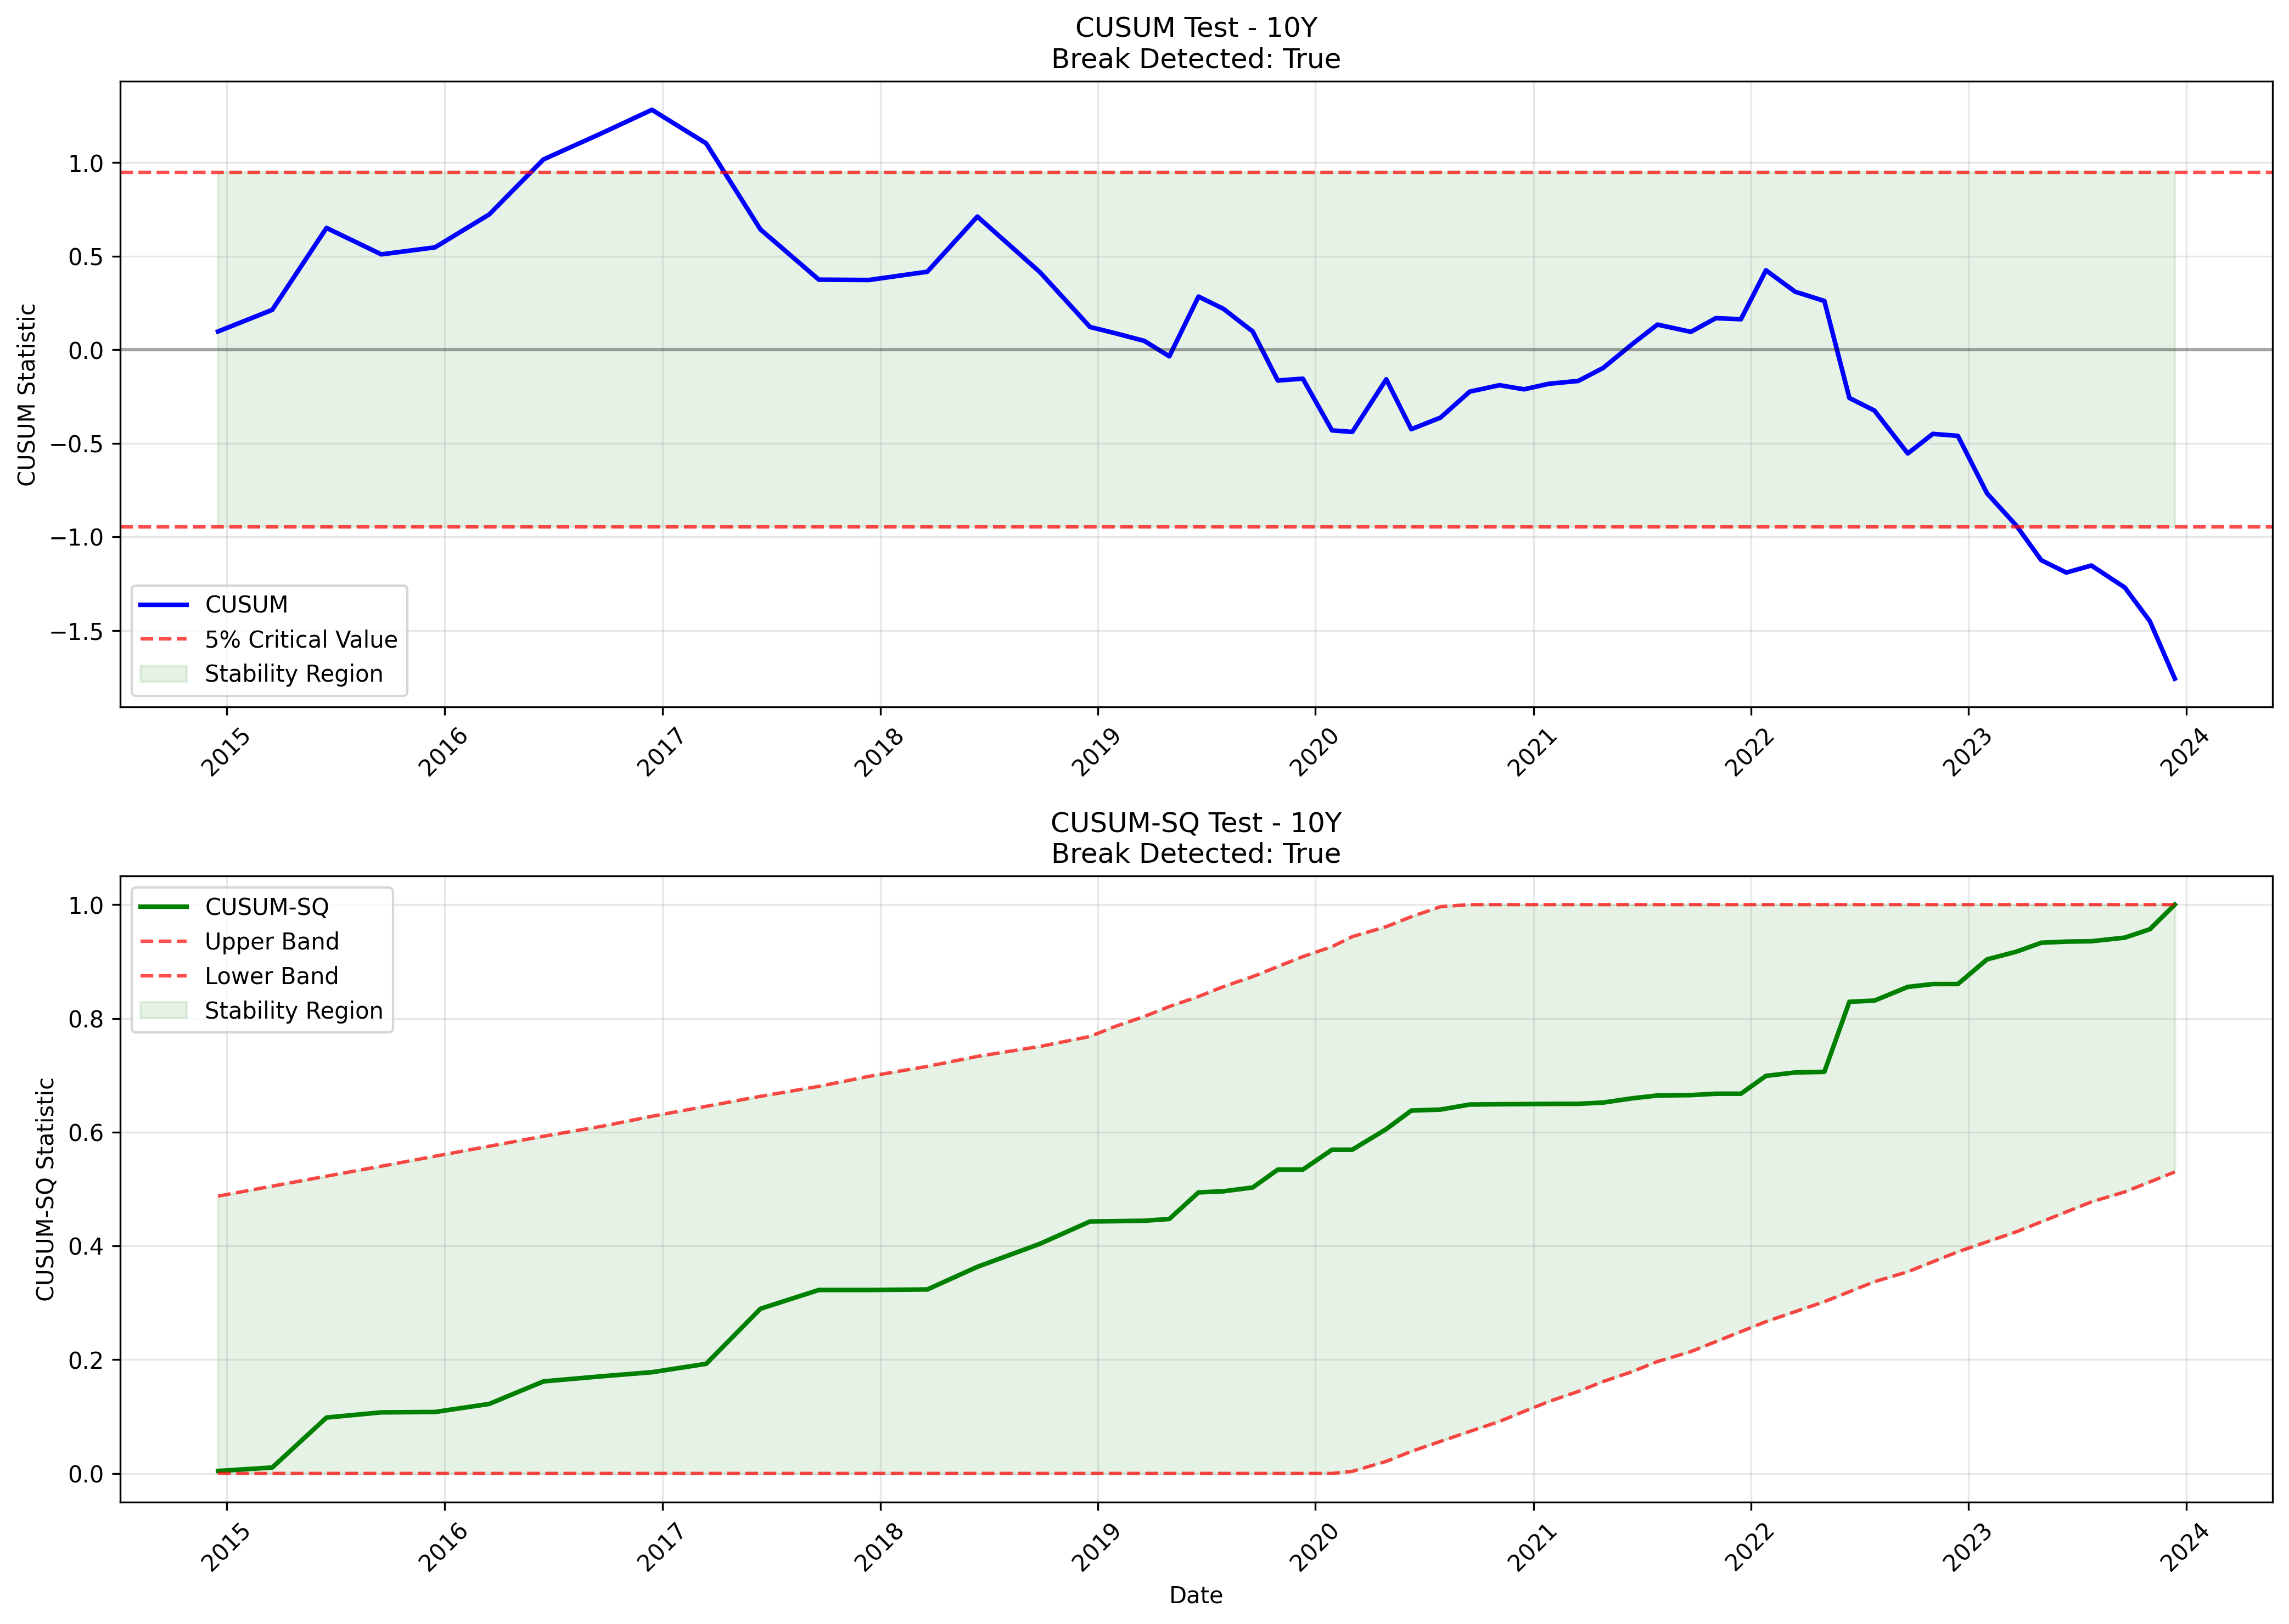 CUSUM Test - 10Y
Break Detected: True
CUSUM Statistic
1.0
0.5
0.0
−0.5
−1.0
−1.5
CUSUM
5% Critical Value
Stability Region
2015
2016
2017
2018
2019
2020
2021
2022
2023
2024
CUSUM-SQ Test - 10Y
Break Detected: True
CUSUM-SQ Statistic
1.0
0.8
0.6
0.4
0.2
0.0
CUSUM-SQ
Upper Band
Lower Band
Stability Region
2015
2016
2017
2018
2019
2020
2021
2022
2023
2024
Date